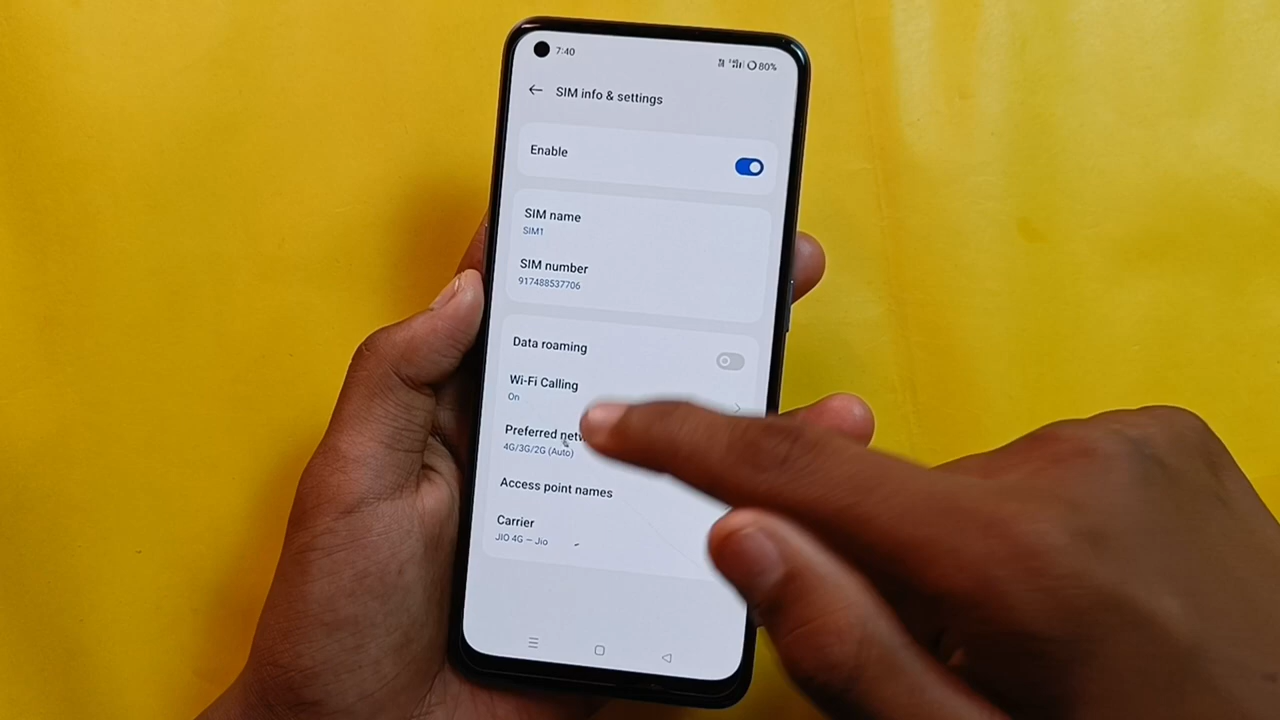 7:40
80%
SIM info & settings
Enable
SIM name
SIM1
SIM number
917488537706
Data roaming
Wi-Fi Calling
On
Preferred
4G/3G/2G (Auto)
Access point names
Carrier
JIO 4G – Jio